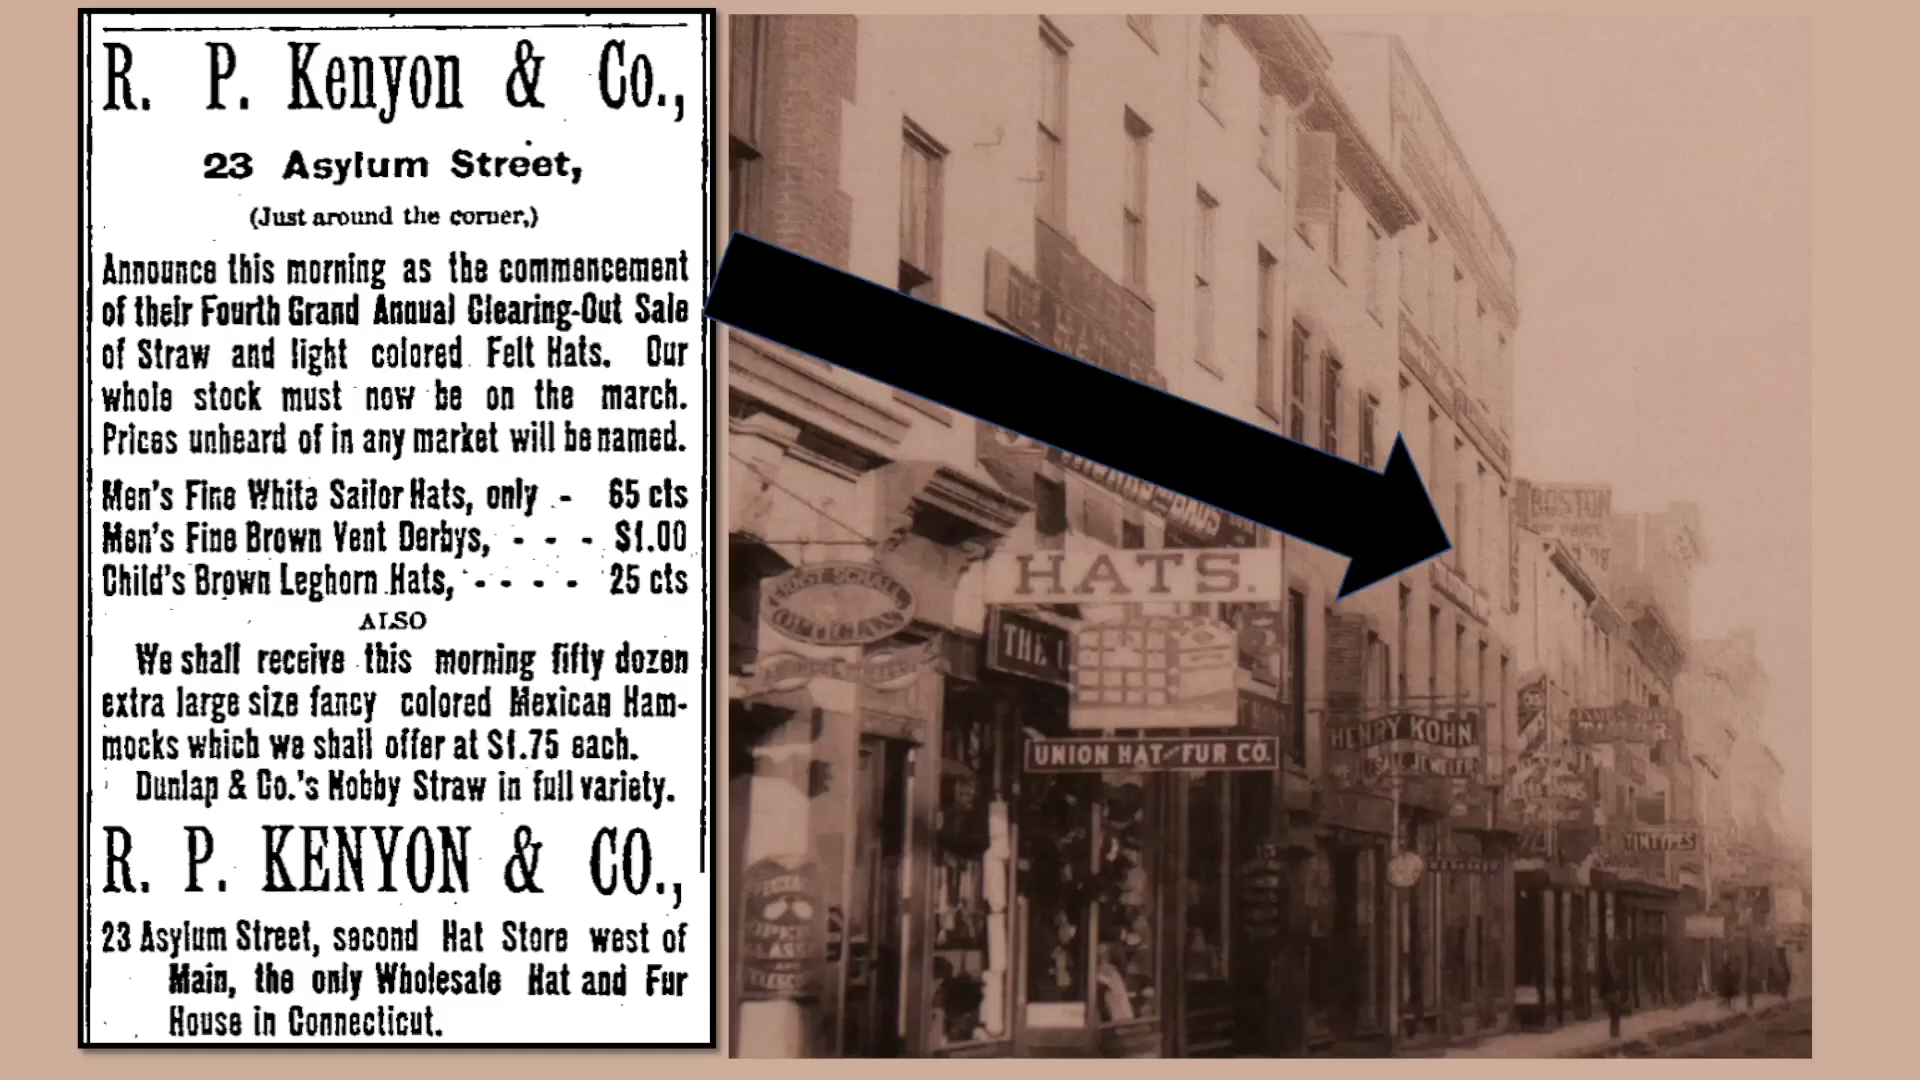 R. P. Kenyon & Co.,
23 Asylum Street,
(Just around the corner,)
Announce this morning as the commencement
of their Fourth Grand Annual Clearing-Out Sale
of Straw and light colored Felt Hats. Our
whole stock must now be on the march.
Prices unheard of in any market will be named.
Men's Fine White Sailor Hats, only - 65 cts
Men's Fine Brown Vent Derbys, - - - $1.00
Child's Brown Leghorn Hats, - - - - 25 cts
ALSO
We shall receive this morning fifty dozen
extra large size fancy colored Mexican Ham-
mocks which we shall offer at $1.75 each.
Dunlap & Co.'s Nobby Straw in full variety.
R. P. KENYON & CO.,
23 Asylum Street, second Hat Store west of
Main, the only Wholesale Hat and Fur
House in Connecticut.
HATS.
OPTICIAN
THE
UNION HAT AND FUR CO.
HENRY KOHN
JEWELER
BOSTON
TINTYPES